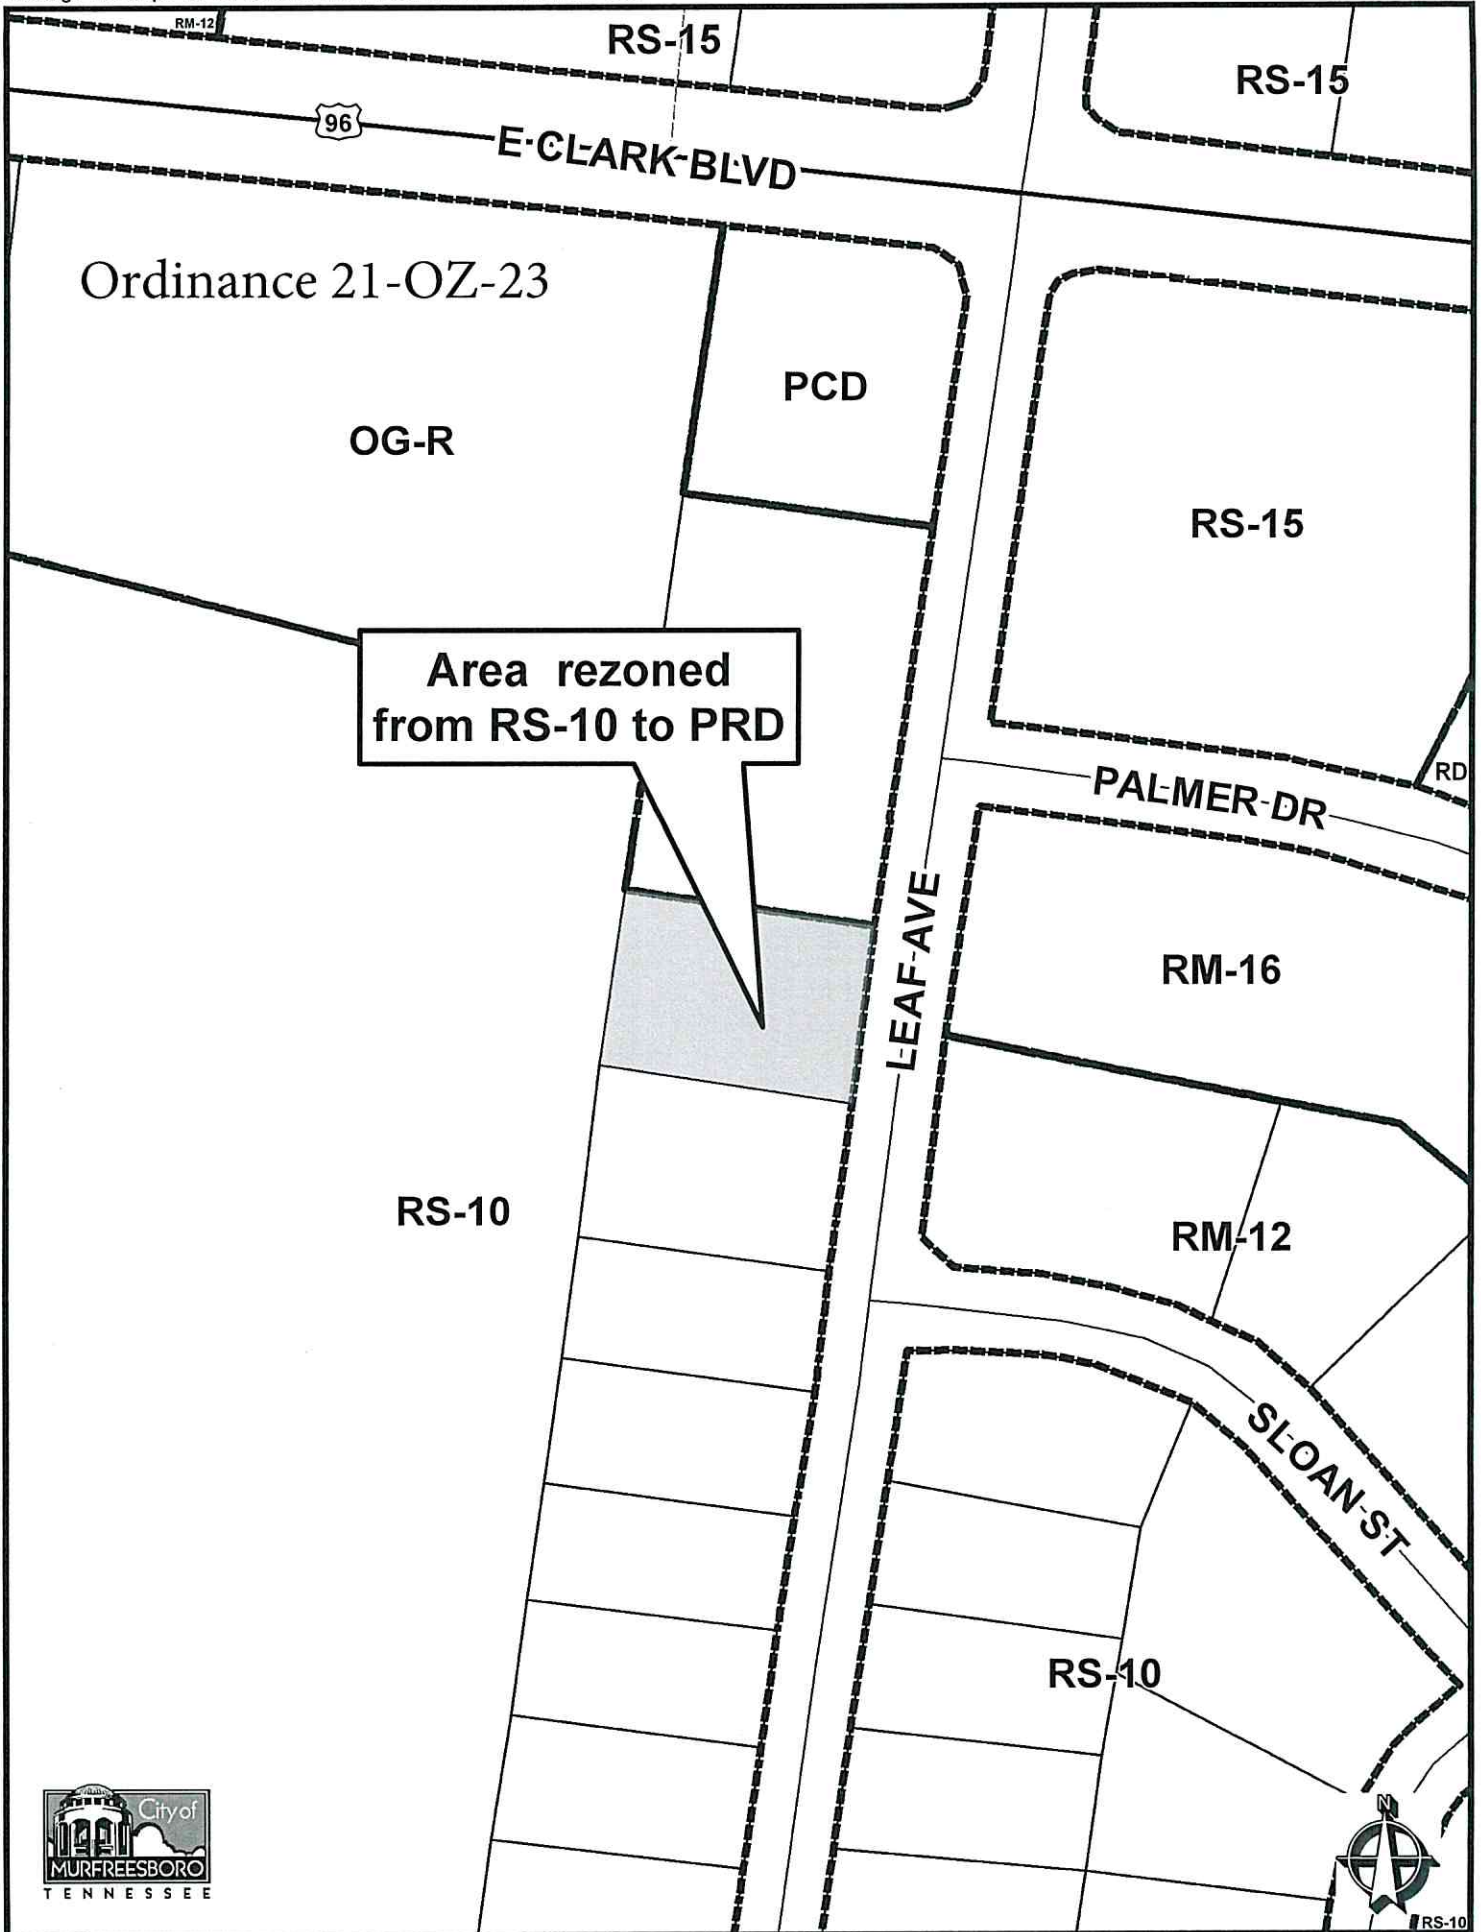 RM-12
RS-15
RS-15
96
E CLARK BLVD
Ordinance 21-OZ-23
PCD
OG-R
RS-15
Area rezoned
from RS-10 to PRD
RD
PALMER DR
LEAF AVE
RM-16
RS-10
RM-12
SLOAN ST
RS-10
City of
MURFREESBORO
TENNESSEE
N
RS-10